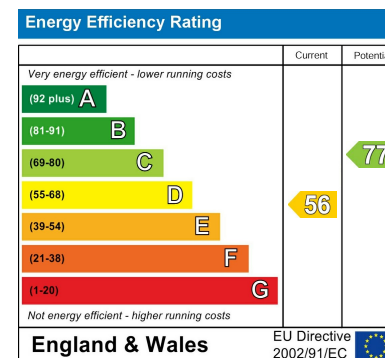 Energy Efficiency Rating
Current Potenti
Very energy efficient - lower running costs
(92 plus) A
(81-91) B
(69-80) C
77
(55-68) D
56
(39-54) E
(21-38) F
(1-20) G
Not energy efficient - higher running costs
England & Wales
EU Directive
2002/91/EC